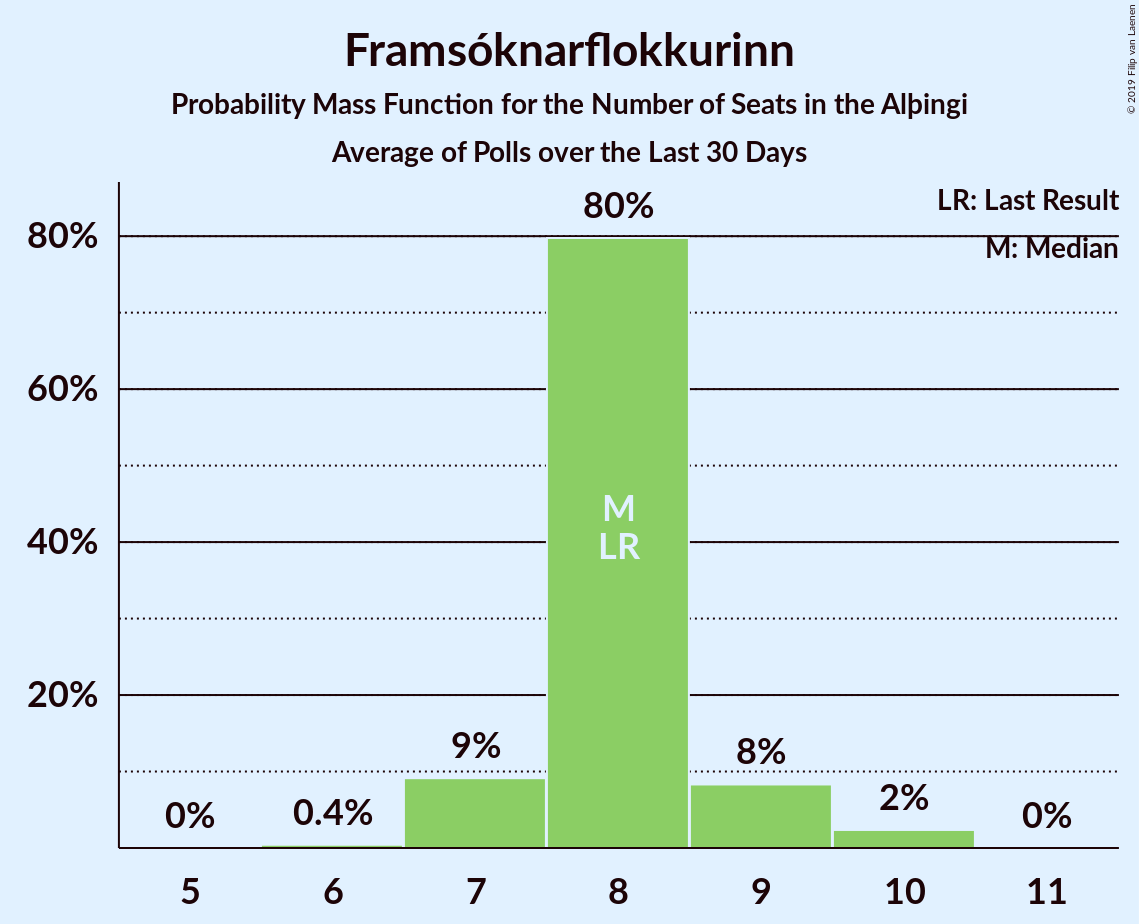 Framsóknarflokkurinn
Probability Mass Function for the Number of Seats in the Alþingi
Average of Polls over the Last 30 Days
© 2019 Filip van Laenen
LR: Last Result
M: Median
80%
60%
40%
20%
0%
0.4%
9%
80%
M
LR
8%
2%
0%
5
6
7
8
9
10
11